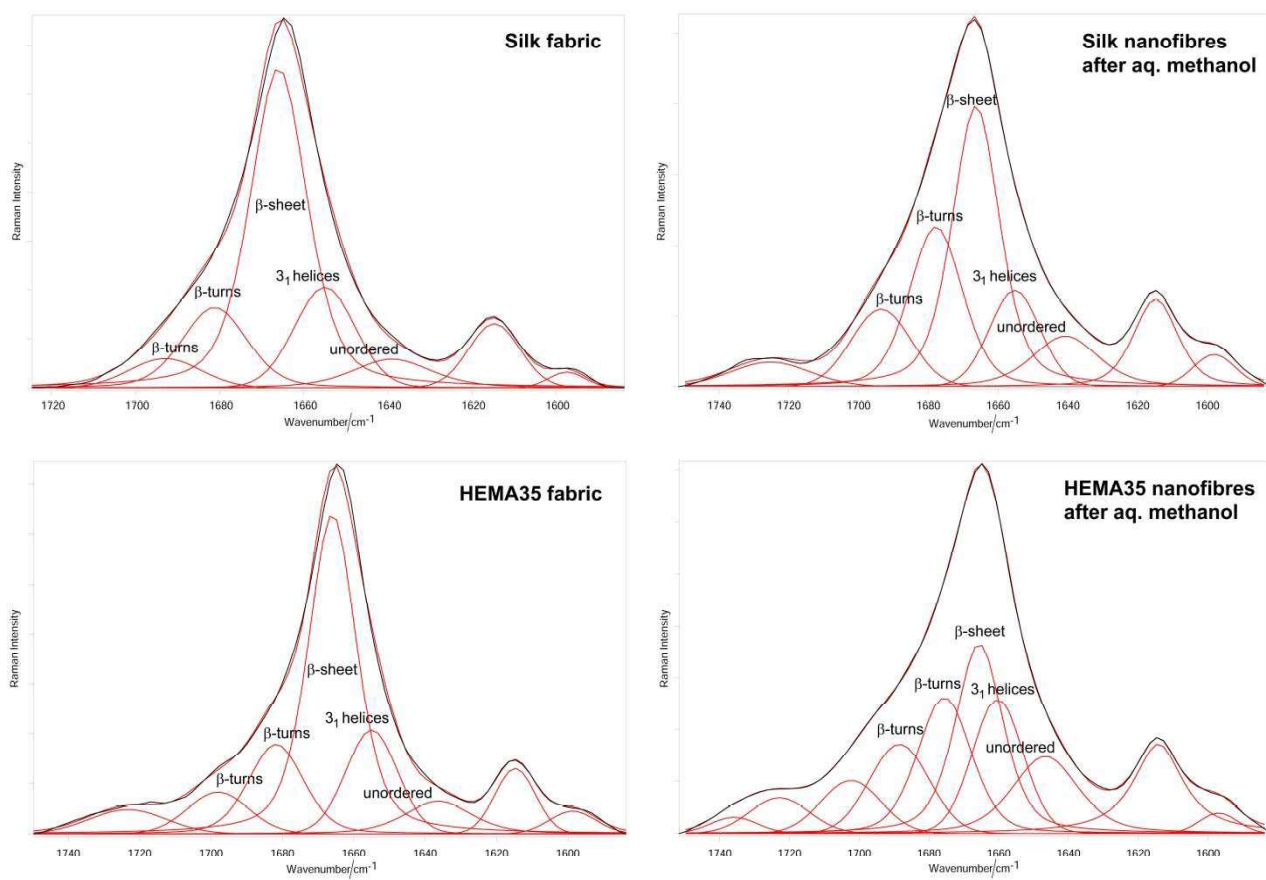 Silk fabric
β-sheet
3₁ helices
β-turns
β-turns
unordered
Raman Intensity
1720 1700 1680 1660 1640 1620 1600
Wavenumber/cm⁻¹
Silk nanofibres
after aq. methanol
β-sheet
β-turns
3₁ helices
β-turns
unordered
Raman Intensity
1740 1720 1700 1680 1660 1640 1620 1600
Wavenumber/cm⁻¹
HEMA35 fabric
β-sheet
3₁ helices
β-turns
β-turns
unordered
Raman Intensity
1740 1720 1700 1680 1660 1640 1620 1600
Wavenumber/cm⁻¹
HEMA35 nanofibres
after aq. methanol
β-sheet
β-turns
3₁ helices
β-turns
unordered
Raman Intensity
1740 1720 1700 1680 1660 1640 1620 1600
Wavenumber/cm⁻¹